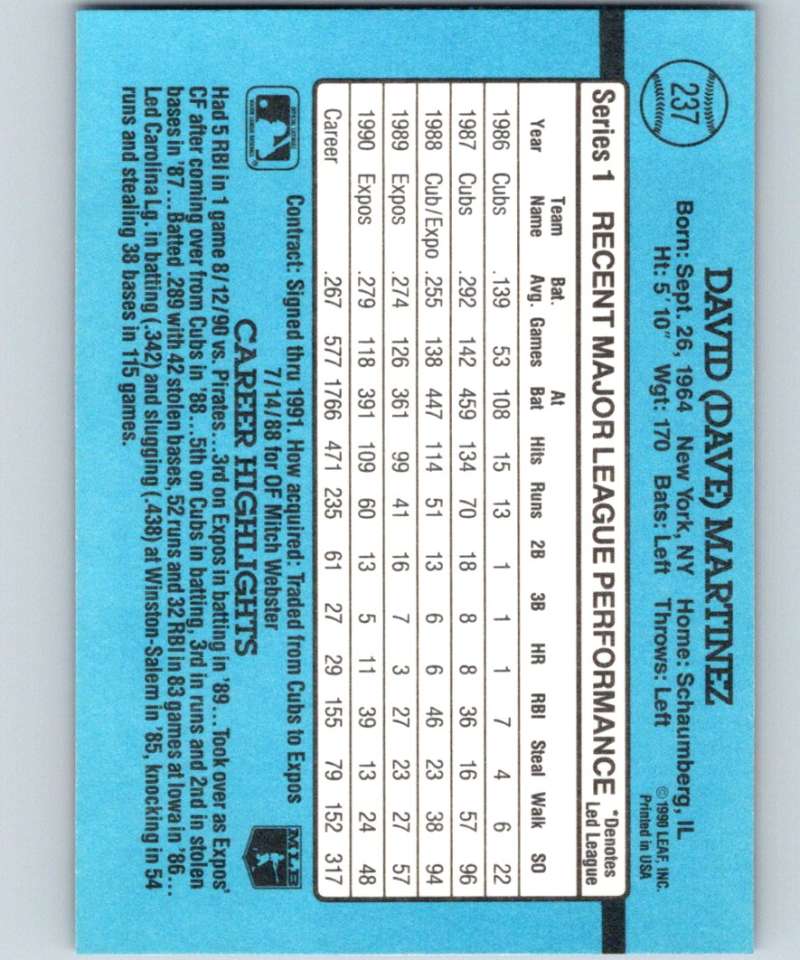 237
DAVID (DAVE) MARTINEZ
Born: Sept. 26, 1964 New York, NY Home: Schaumberg, IL
Ht: 5' 10" Wgt: 170 Bats: Left Throws: Left
©1990 LEAF, INC.
Printed in USA
Series 1 RECENT MAJOR LEAGUE PERFORMANCE *Denotes Led League
Year Team Name Bat. Avg. Games At Bat Hits Runs 2B 3B HR RBI Steal Walk SO
1986 Cubs .139 53 108 15 13 1 1 1 7 4 6 22
1987 Cubs .292 142 459 134 70 18 8 8 36 16 57 96
1988 Cub/Expo .255 138 447 114 51 13 6 6 46 23 38 94
1989 Expos .274 126 361 99 41 16 7 3 27 23 27 57
1990 Expos .279 118 391 109 60 13 5 11 39 13 24 48
Career .267 577 1766 471 235 61 27 29 155 79 152 317
Contract: Signed thru 1991. How acquired: Traded from Cubs to Expos
7/14/88 for OF Mitch Webster
MLB
CAREER HIGHLIGHTS
Had 5 RBI in 1 game 8/12/90 vs. Pirates...3rd on Expos in batting in '89...Took over as Expos'
CF after coming over from Cubs in '88...5th on Cubs in batting, 3rd in runs and 2nd in stolen
bases in '87...Batted .289 with 42 stolen bases, 52 runs and 32 RBI in 83 games at Iowa in '86...
Led Carolina Lg. in batting (.342) and slugging (.438) at Winston-Salem in '85, knocking in 54
runs and stealing 38 bases in 115 games.